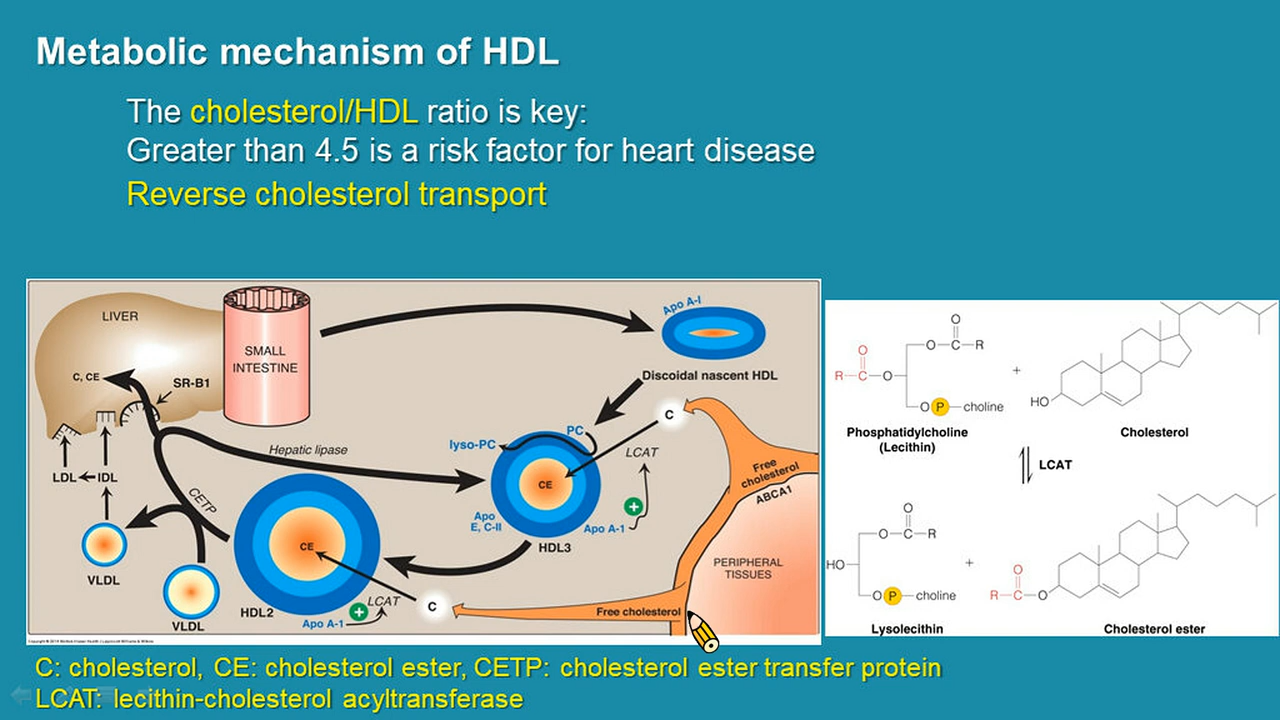 Metabolic mechanism of HDL
The cholesterol/HDL ratio is key:
Greater than 4.5 is a risk factor for heart disease
Reverse cholesterol transport
LIVER
SMALL
INTESTINE
C, CE
SR-B1
Apo A-I
Discoidal nascent HDL
C
PC
lyso-PC
LCAT
Hepatic lipase
CE
Free
cholesterol
ABCA1
LDL
IDL
CETP
Apo
E, C-II
Apo A-1
HDL3
PERIPHERAL
TISSUES
CE
VLDL
VLDL
HDL2
LCAT
Apo A-1
C
Free cholesterol
O
O
C
R
O
R
C
O
O
P
choline
+
HO
Phosphatidylcholine
(Lecithin)
Cholesterol
LCAT
O
O
C
R
HO
O
P
choline
+
O
R
C
O
Lysolecithin
Cholesterol ester
C: cholesterol, CE: cholesterol ester, CETP: cholesterol ester transfer protein
LCAT: lecithin-cholesterol acyltransferase